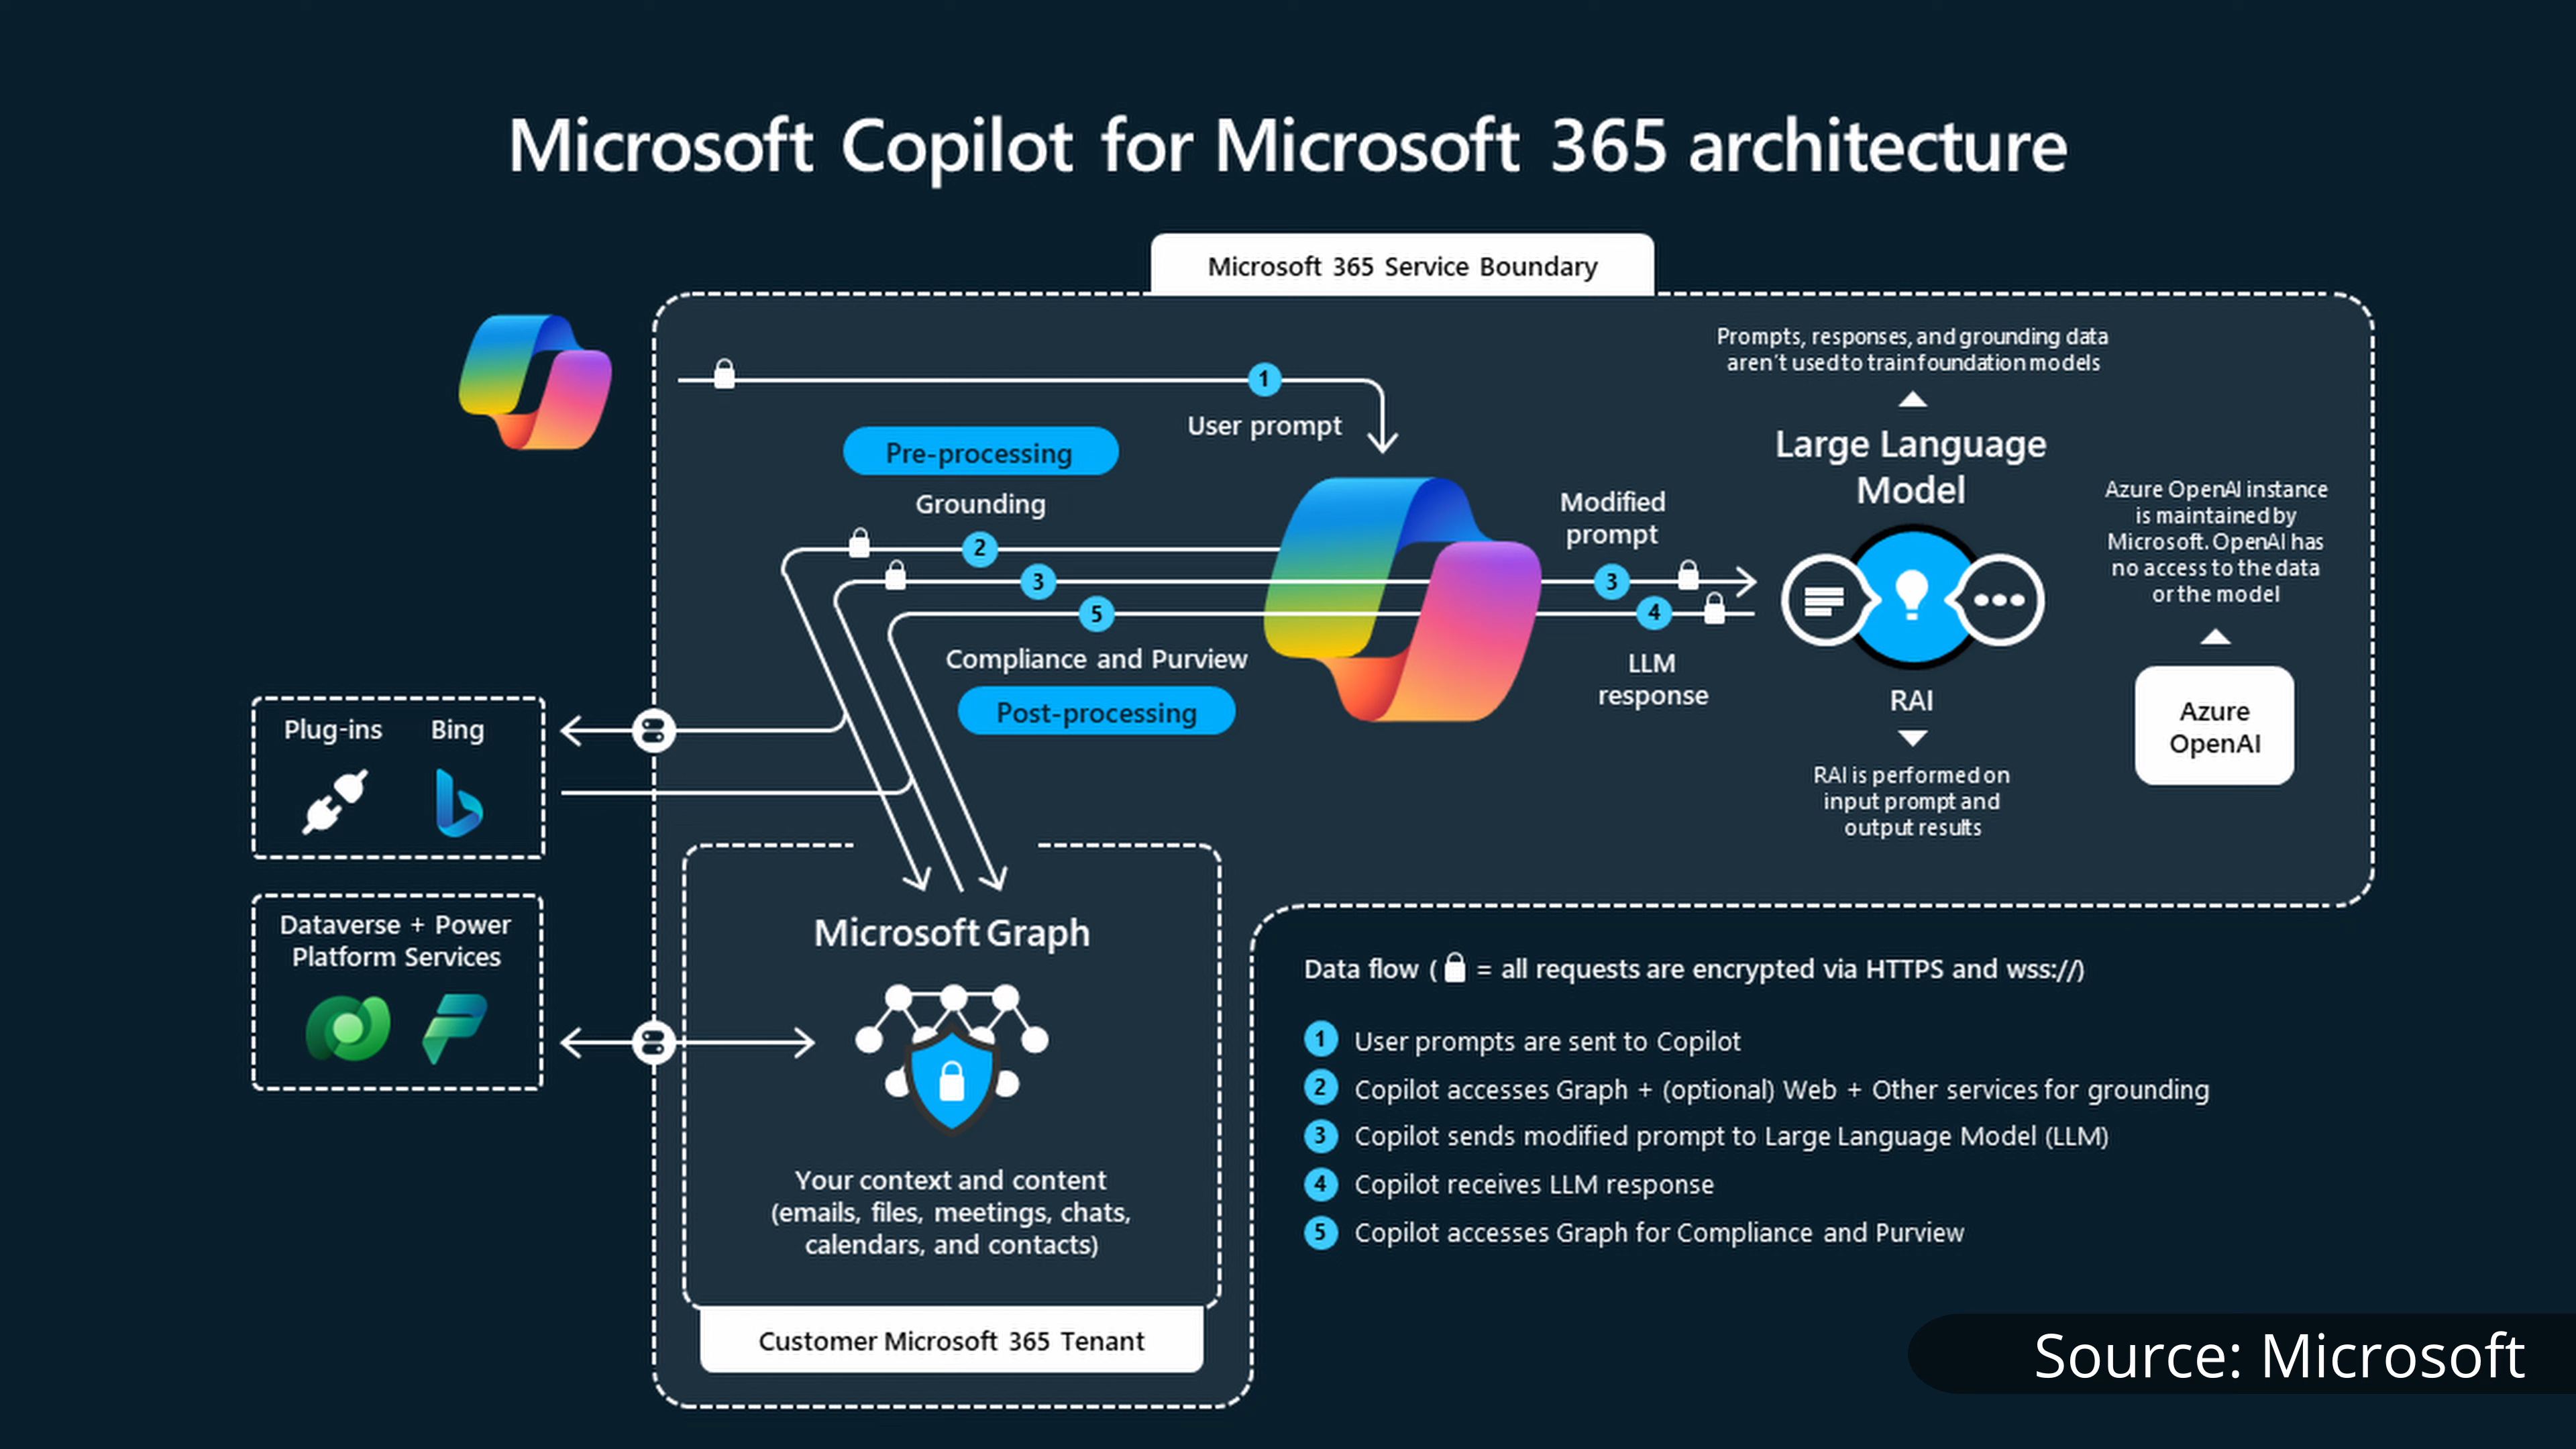 Microsoft Copilot for Microsoft 365 architecture
Microsoft 365 Service Boundary
1
User prompt
Pre-processing
Grounding
2
3
5
Compliance and Purview
Post-processing
Modified
prompt
3
4
LLM
response
Prompts, responses, and grounding data
aren't used to train foundation models
Large Language
Model
RAI
RAI is performed on
input prompt and
output results
Azure OpenAI instance
is maintained by
Microsoft. OpenAI has
no access to the data
or the model
Azure
OpenAI
Plug-ins
Bing
Dataverse + Power
Platform Services
Microsoft Graph
Your context and content
(emails, files, meetings, chats,
calendars, and contacts)
Customer Microsoft 365 Tenant
Data flow ( = all requests are encrypted via HTTPS and wss://)
1 User prompts are sent to Copilot
2 Copilot accesses Graph + (optional) Web + Other services for grounding
3 Copilot sends modified prompt to Large Language Model (LLM)
4 Copilot receives LLM response
5 Copilot accesses Graph for Compliance and Purview
Source: Microsoft